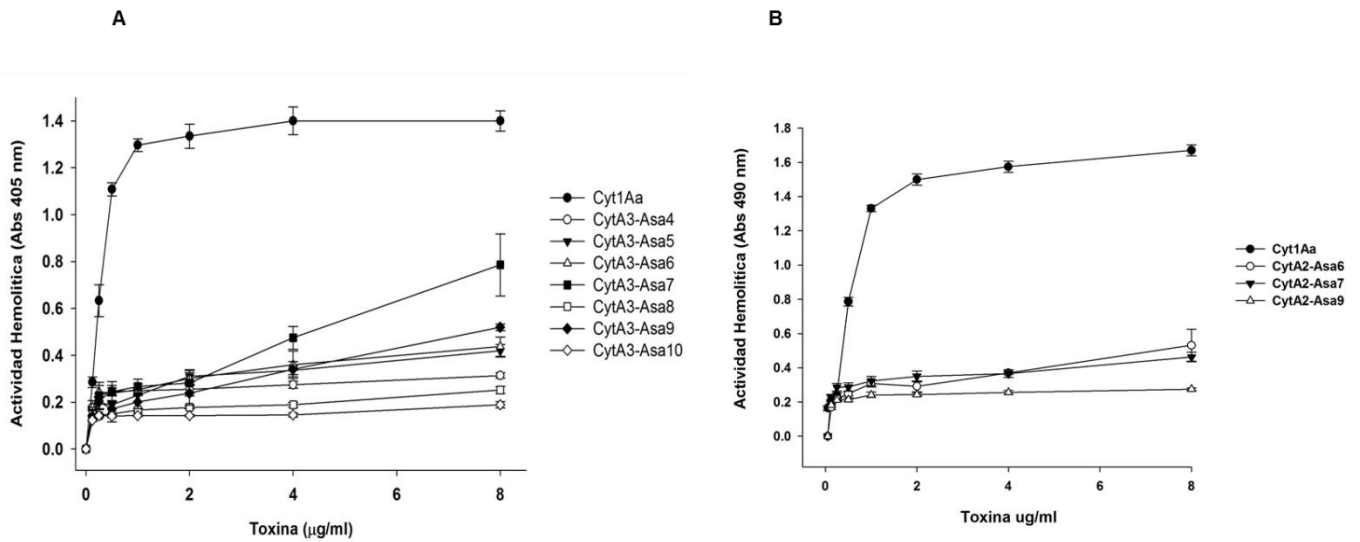 A
Actividad Hemolitica (Abs 405 nm)
1.4
1.2
1.0
0.8
0.6
0.4
0.2
0.0
0
2
4
6
8
Toxina (μg/ml)
Cyt1Aa
CytA3-Asa4
CytA3-Asa5
CytA3-Asa6
CytA3-Asa7
CytA3-Asa8
CytA3-Asa9
CytA3-Asa10
B
Actividad Hemolitica (Abs 490 nm)
1.8
1.6
1.4
1.2
1.0
0.8
0.6
0.4
0.2
0.0
0
2
4
6
8
Toxina ug/ml
Cyt1Aa
CytA2-Asa6
CytA2-Asa7
CytA2-Asa9